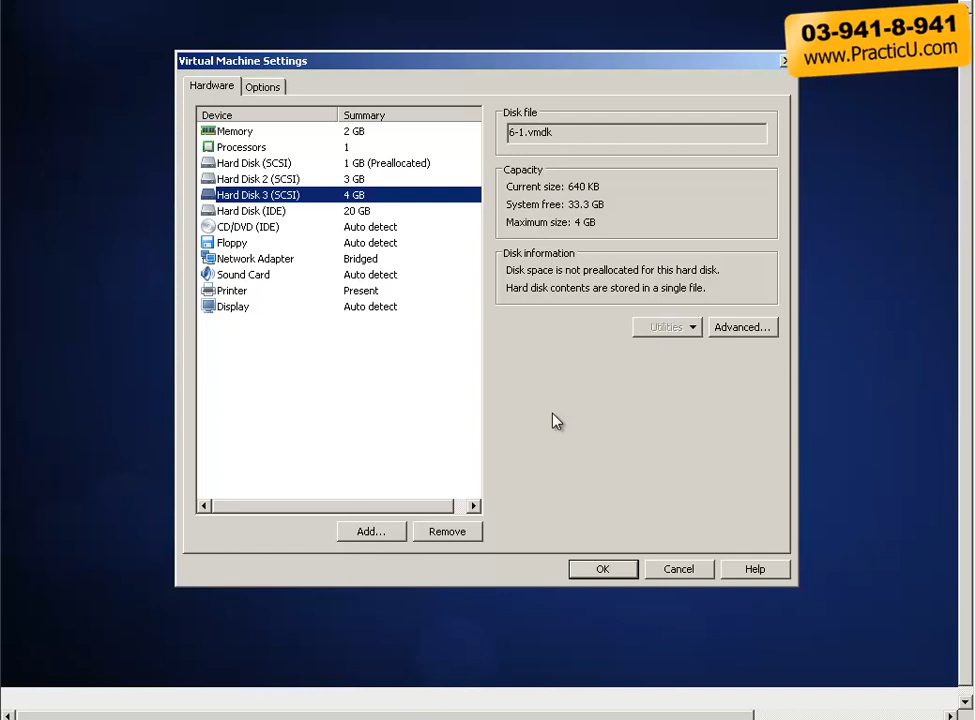 03-941-8-941
www.PracticU.com
Virtual Machine Settings
Hardware
Options
Device
Summary
Memory
2 GB
Processors
1
Hard Disk (SCSI)
1 GB (Preallocated)
Hard Disk 2 (SCSI)
3 GB
Hard Disk 3 (SCSI)
4 GB
Hard Disk (IDE)
20 GB
CD/DVD (IDE)
Auto detect
Floppy
Auto detect
Network Adapter
Bridged
Sound Card
Auto detect
Printer
Present
Display
Auto detect
Add...
Remove
Disk file
6-1.vmdk
Capacity
Current size: 640 KB
System free: 33.3 GB
Maximum size: 4 GB
Disk information
Disk space is not preallocated for this hard disk.
Hard disk contents are stored in a single file.
Utilities
Advanced...
OK
Cancel
Help